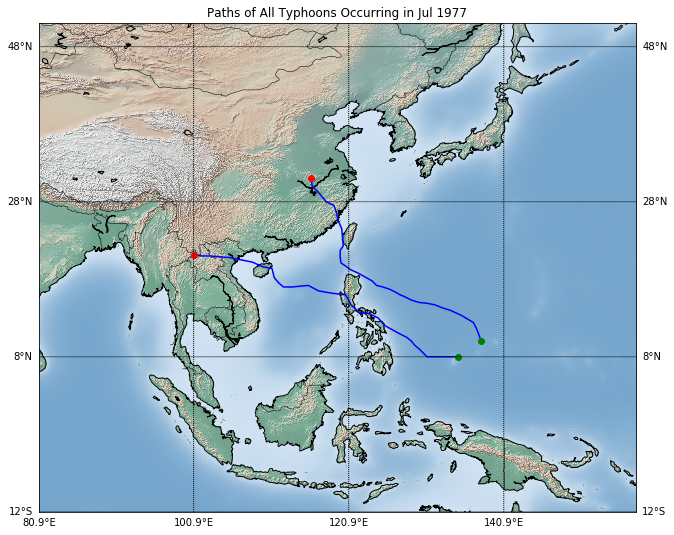 Paths of All Typhoons Occurring in Jul 1977
48°N 48°N
28°N 28°N
8°N 8°N
12°S 12°S
80.9°E 100.9°E 120.9°E 140.9°E